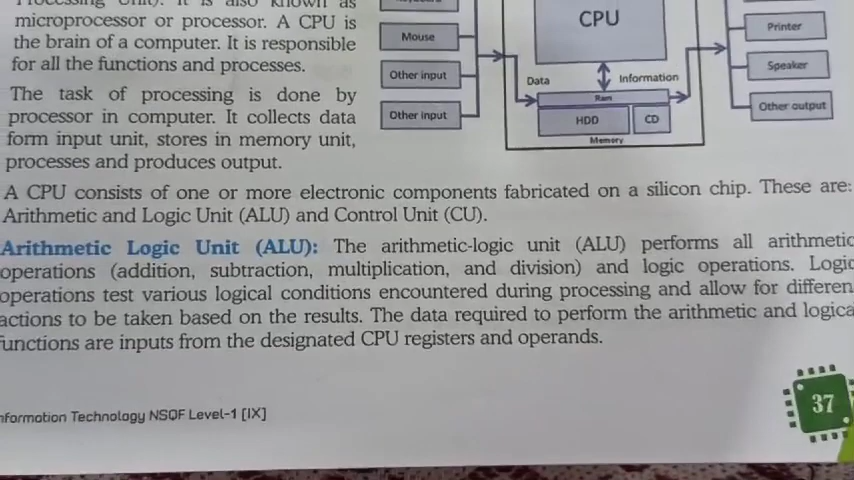 Processing Unit). It is also known as
microprocessor or processor. A CPU is
the brain of a computer. It is responsible
for all the functions and processes.
The task of processing is done by
processor in computer. It collects data
form input unit, stores in memory unit,
processes and produces output.
Mouse
Other input
Other input
CPU
Data
Information
Ram
HDD
CD
Memory
Printer
Speaker
Other output
A CPU consists of one or more electronic components fabricated on a silicon chip. These are:
Arithmetic and Logic Unit (ALU) and Control Unit (CU).
Arithmetic Logic Unit (ALU): The arithmetic-logic unit (ALU) performs all arithmetic
operations (addition, subtraction, multiplication, and division) and logic operations. Logic
operations test various logical conditions encountered during processing and allow for differen
actions to be taken based on the results. The data required to perform the arithmetic and logica
functions are inputs from the designated CPU registers and operands.
nformation Technology NSQF Level-1 [IX]
37